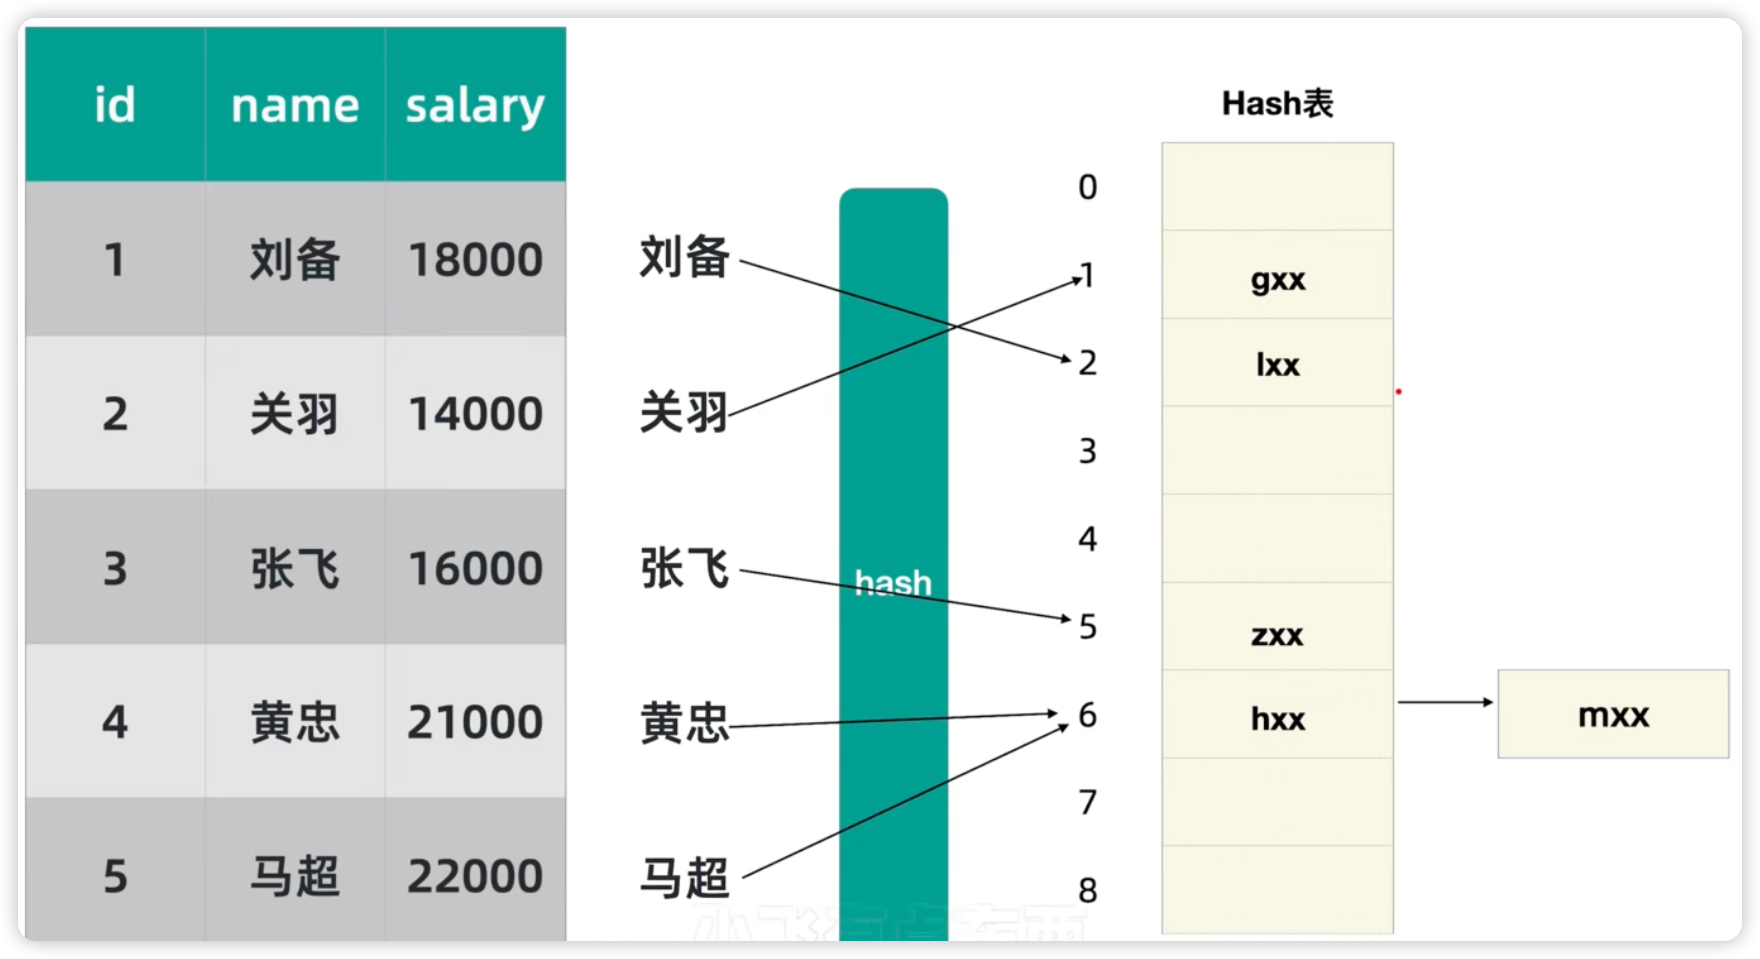 id name salary
1 刘备 18000
2 关羽 14000
3 张飞 16000
4 黄忠 21000
5 马超 22000
刘备
关羽
张飞
黄忠
马超
hash
Hash表
0
1 gxx
2 lxx
3
4
5 zxx
6 hxx mxx
7
8